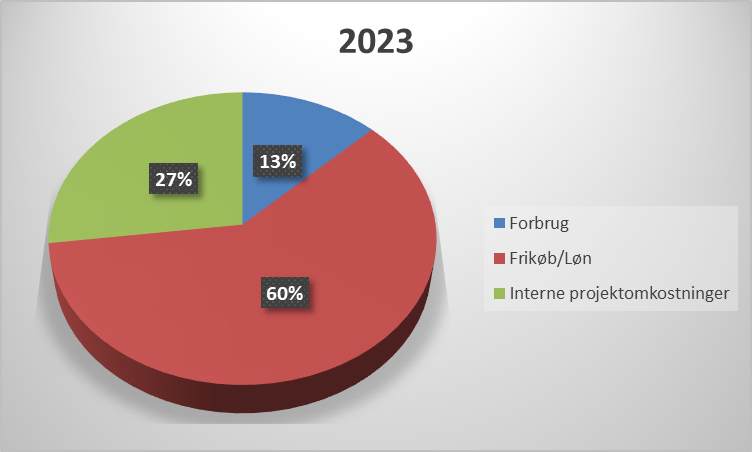 2023
13%
27%
60%
Forbrug
Frikøb/Løn
Interne projektomkostninger